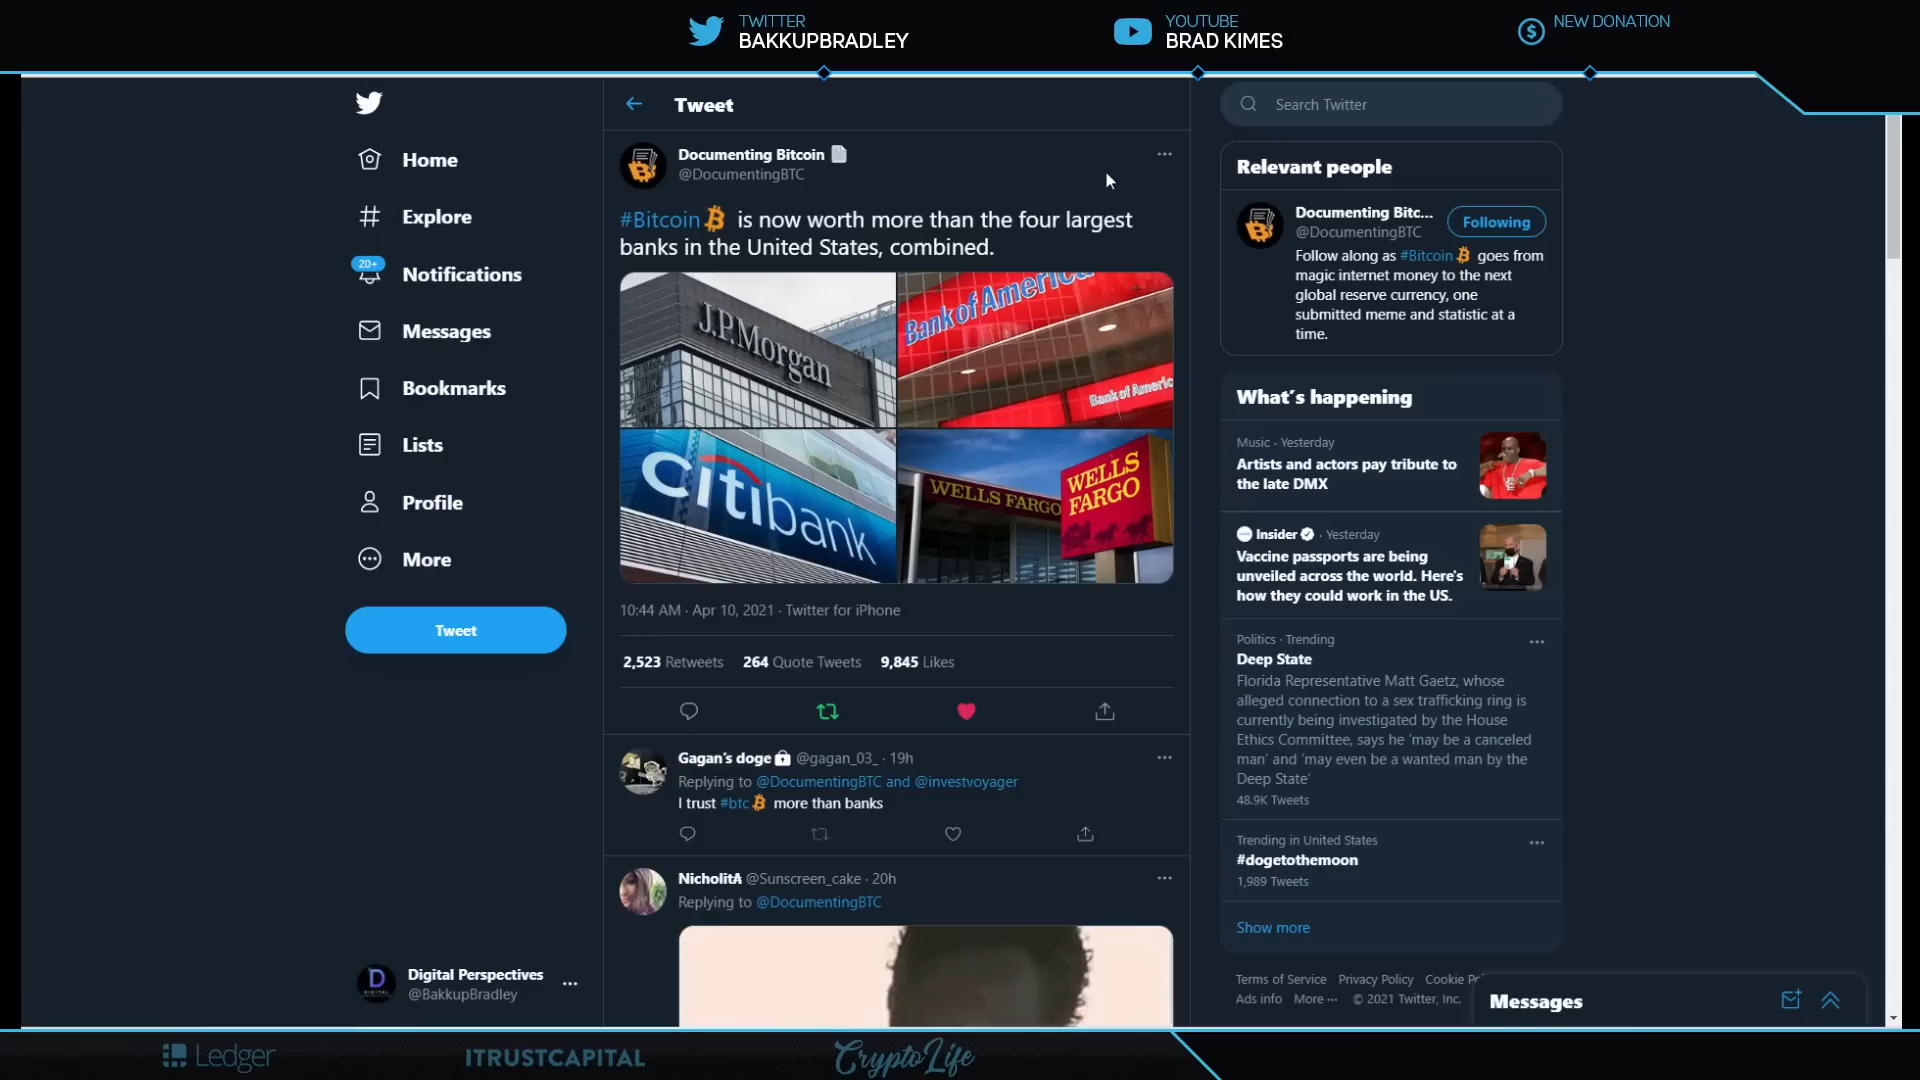 TWITTER
BAKKUPBRADLEY
YOUTUBE
BRAD KIMES
NEW DONATION
Home
Explore
20+
Notifications
Messages
Bookmarks
Lists
Profile
More
Tweet
Digital Perspectives
@BakkupBradley
Tweet
Documenting Bitcoin
@DocumentingBTC
#Bitcoin is now worth more than the four largest
banks in the United States, combined.
J.P.Morgan
Bank of America
Bank of Americ
citibank
WELLS FARGO
WELLS
FARGO
10:44 AM · Apr 10, 2021 · Twitter for iPhone
2,523 Retweets 264 Quote Tweets 9,845 Likes
Gagan's doge @gagan_03_ · 19h
Replying to @DocumentingBTC and @investvoyager
I trust #btc more than banks
NicholitA @Sunscreen_cake · 20h
Replying to @DocumentingBTC
Search Twitter
Relevant people
Documenting Bitc...
@DocumentingBTC
Following
Follow along as #Bitcoin goes from
magic internet money to the next
global reserve currency, one
submitted meme and statistic at a
time.
What's happening
Music · Yesterday
Artists and actors pay tribute to
the late DMX
Insider · Yesterday
Vaccine passports are being
unveiled across the world. Here's
how they could work in the US.
Politics · Trending
Deep State
Florida Representative Matt Gaetz, whose
alleged connection to a sex trafficking ring is
currently being investigated by the House
Ethics Committee, says he 'may be a canceled
man' and 'may even be a wanted man by the
Deep State'
48.9K Tweets
Trending in United States
#dogetothemoon
1,989 Tweets
Show more
Terms of Service Privacy Policy Cookie Po
Ads info More ··· © 2021 Twitter, Inc.
Messages
Ledger
ITRUSTCAPITAL
CryptoLife